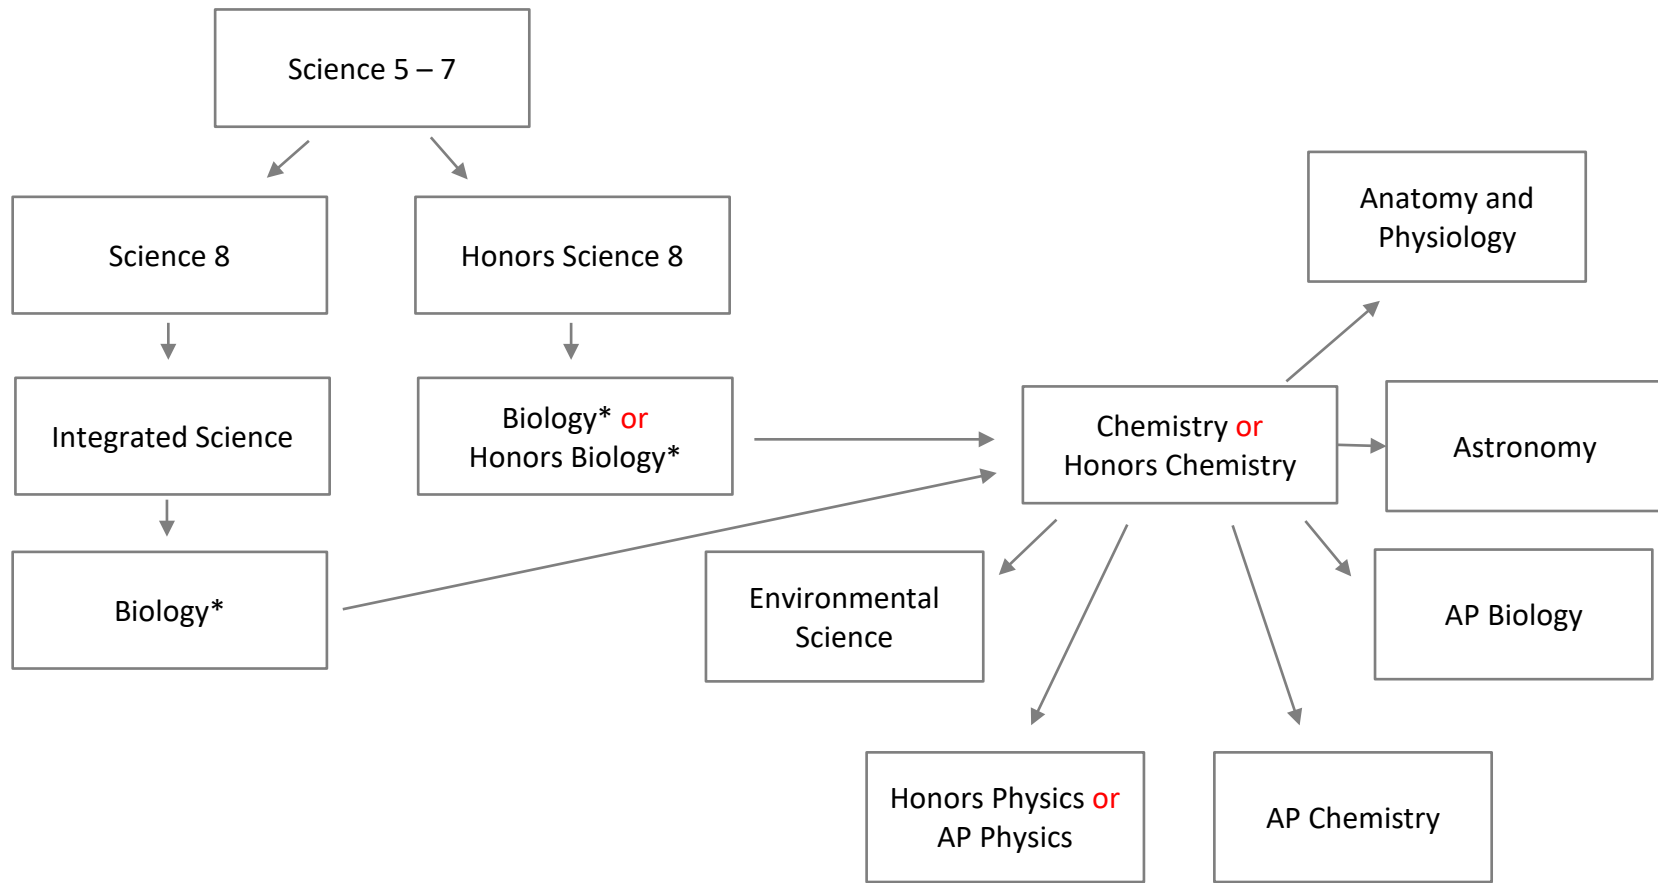 Science 5 – 7
Science 8
Honors Science 8
Anatomy and
Physiology
Integrated Science
Biology* or
Honors Biology*
Chemistry or
Honors Chemistry
Astronomy
Biology*
Environmental
Science
AP Biology
Honors Physics or
AP Physics
AP Chemistry